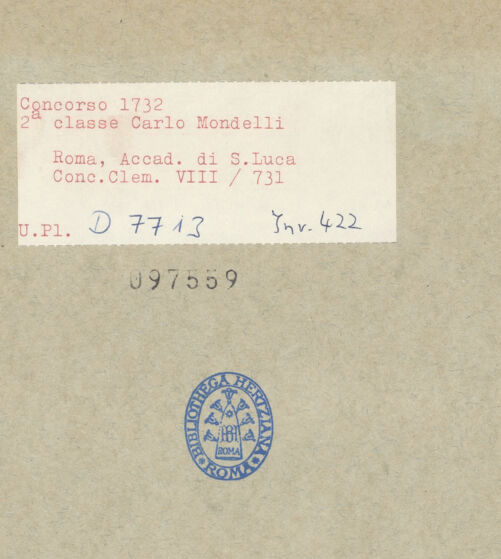 Concorso 1732
2a classe Carlo Mondelli
Roma, Accad. di S.Luca
Conc.Clem. VIII / 731
U.Pl. D 7713 Inv. 422
097559
BIBLIOTHECA HERTZIANA
ROMA
ROMA